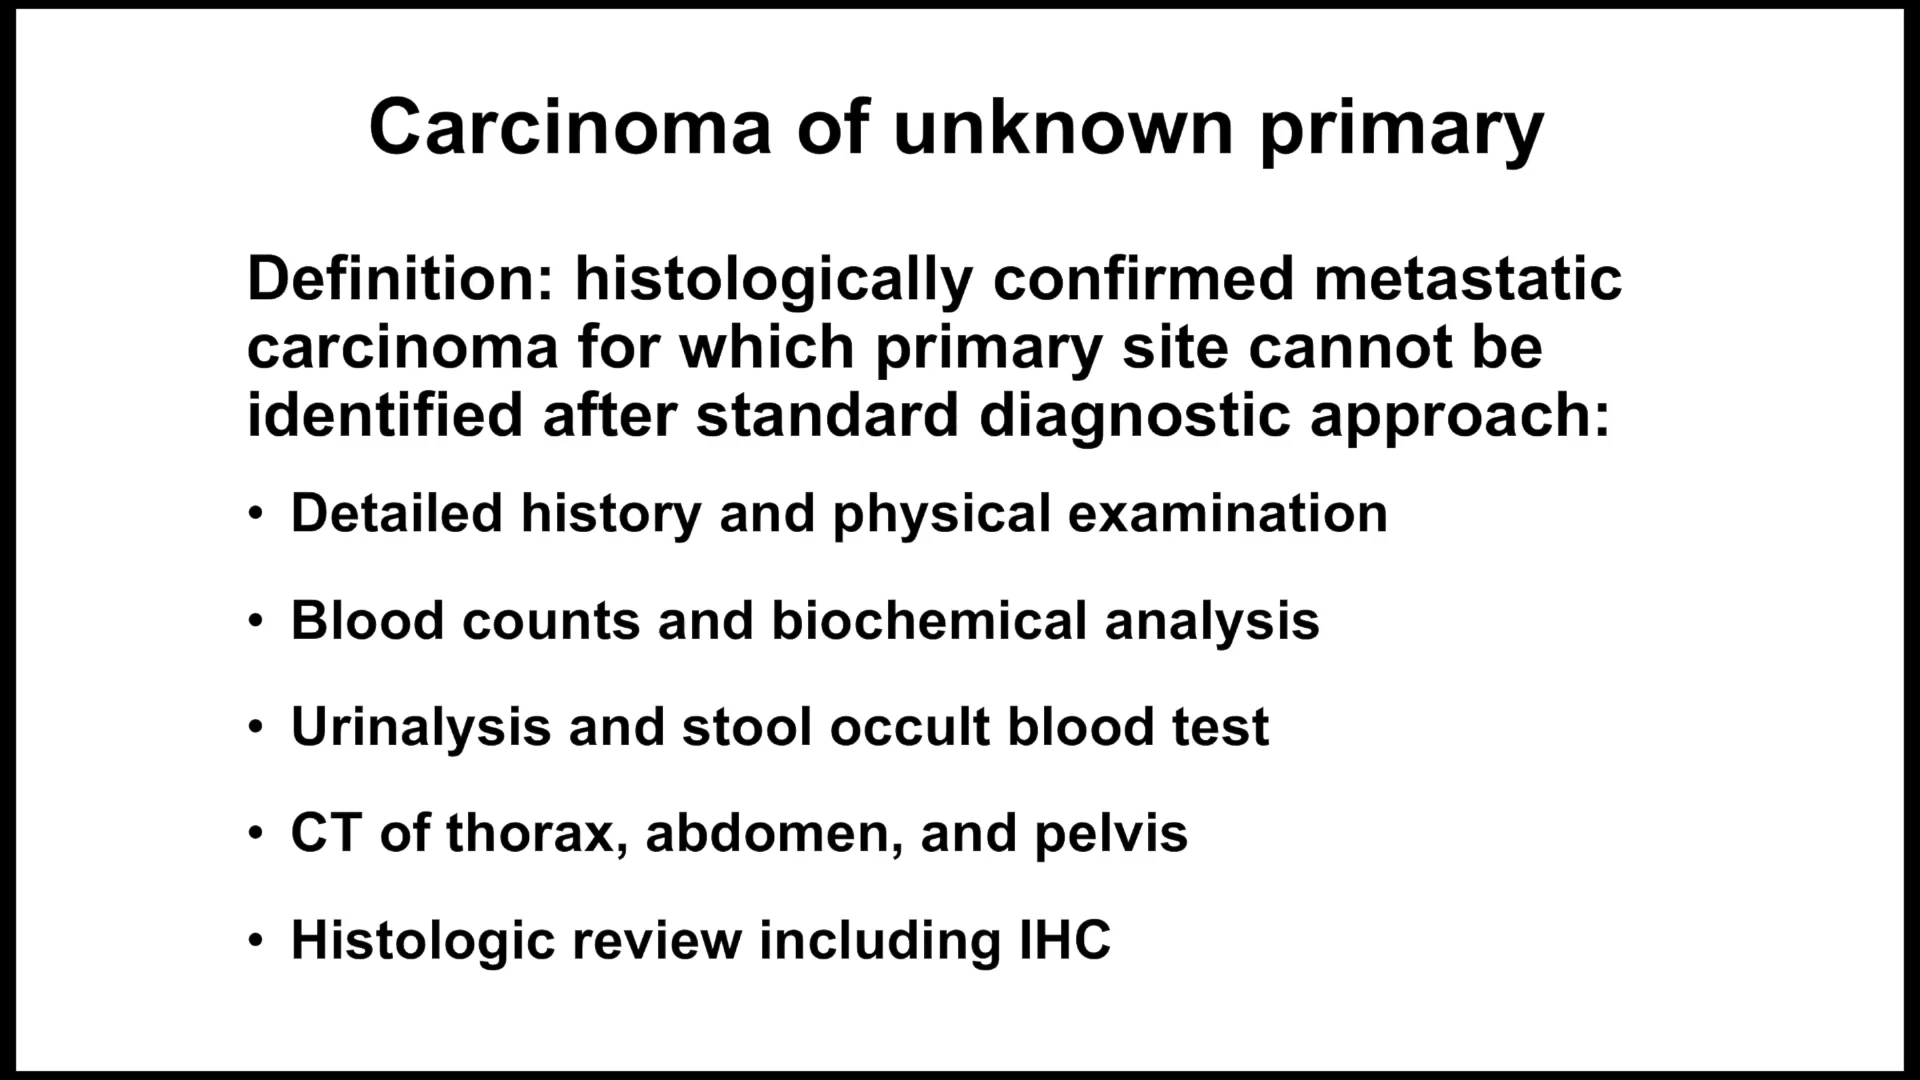 Carcinoma of unknown primary
Definition: histologically confirmed metastatic
carcinoma for which primary site cannot be
identified after standard diagnostic approach:
• Detailed history and physical examination
• Blood counts and biochemical analysis
• Urinalysis and stool occult blood test
• CT of thorax, abdomen, and pelvis
• Histologic review including IHC